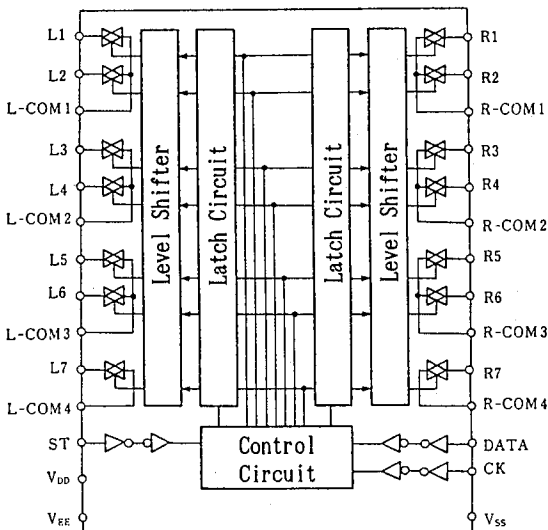 L1
L2
L-COM1
L3
L4
L-COM2
L5
L6
L-COM3
L7
L-COM4
ST
VDD
VEE
Level Shifter
Latch Circuit
Latch Circuit
Level Shifter
Control
Circuit
R1
R2
R-COM1
R3
R4
R-COM2
R5
R6
R-COM3
R7
R-COM4
DATA
CK
VSS